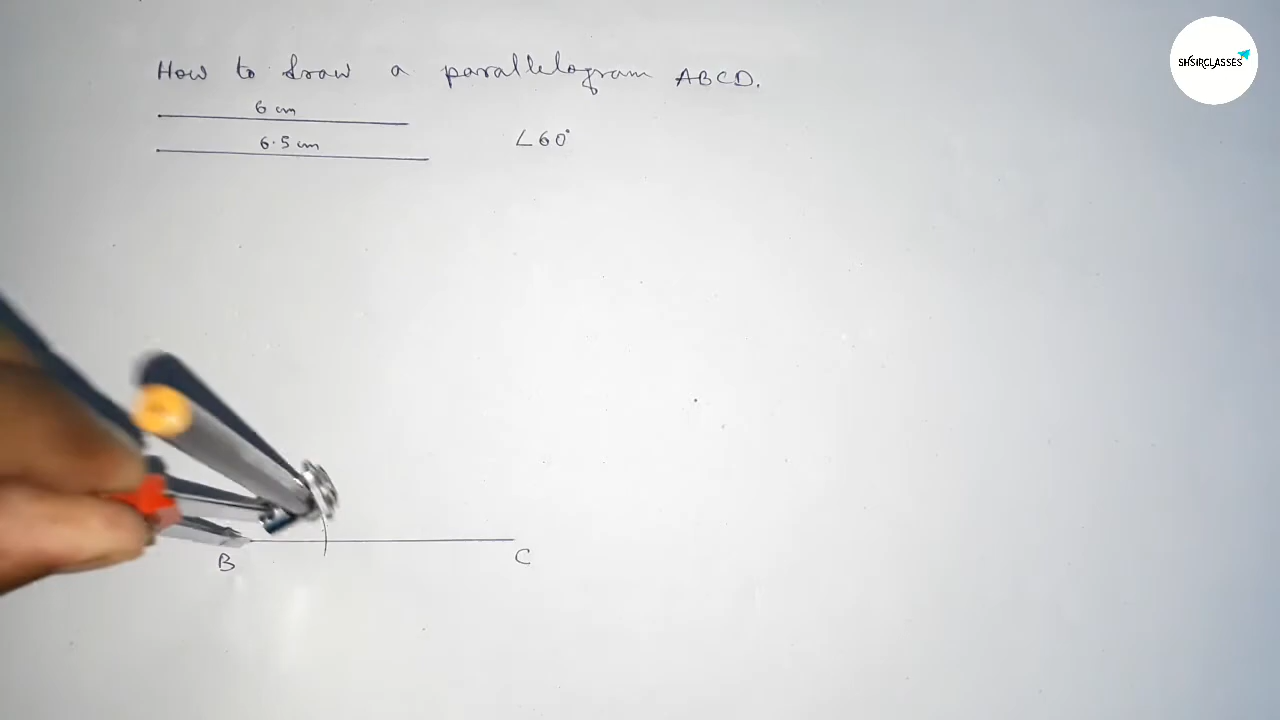 How to draw a parallelogram ABCD.
6 cm
6.5 cm
∠60°
B
C
SHSIRCLASSES